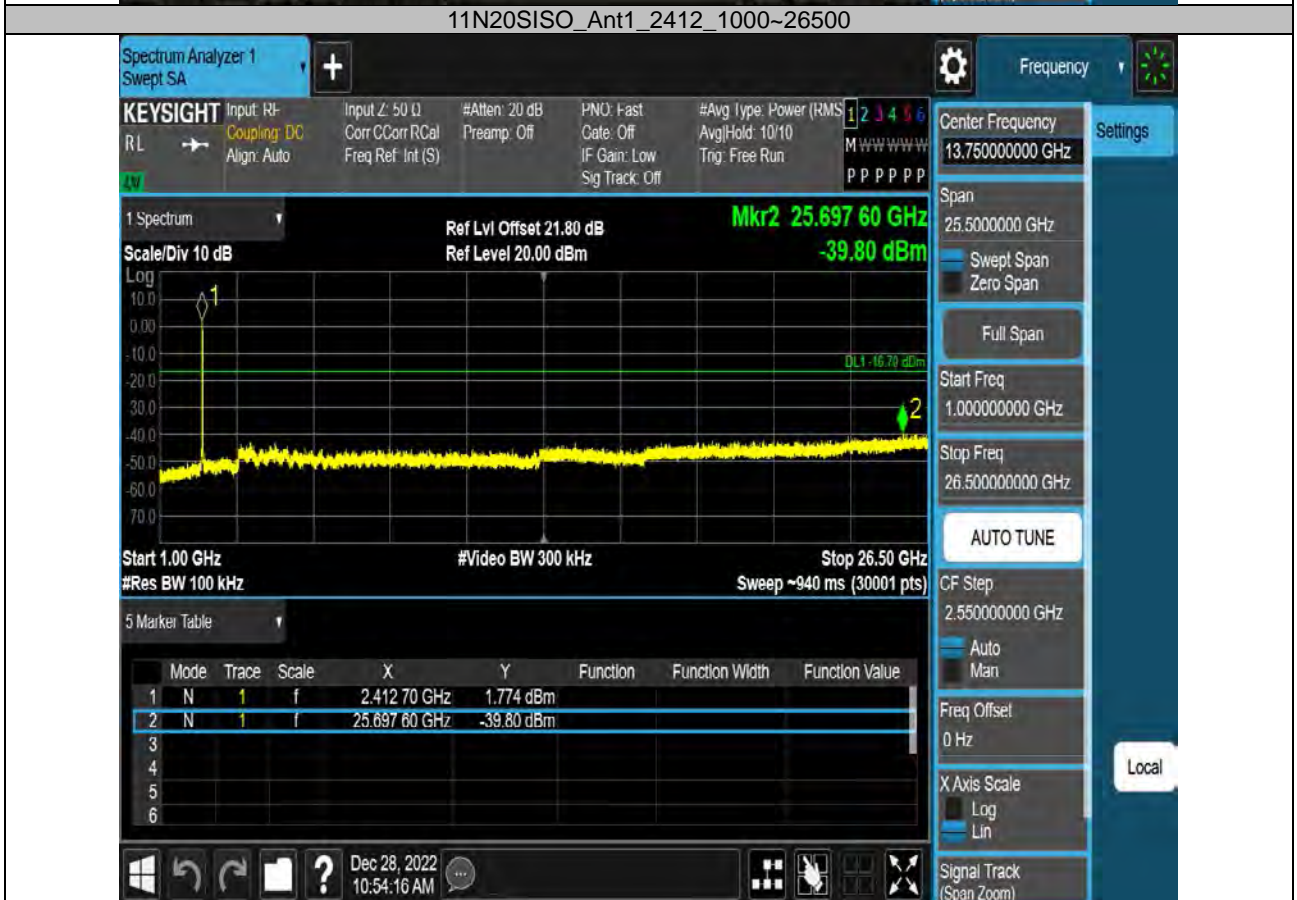 11N20SISO_Ant1_2412_1000~26500
Spectrum Analyzer 1
Swept SA
+
Frequency
KEYSIGHT
RL
Input: RF
Coupling: DC
Align: Auto
Input Z: 50 Ω
Corr CCorr RCal
Freq Ref: Int (S)
#Atten: 20 dB
Preamp: Off
PNO: Fast
Gate: Off
IF Gain: Low
Sig Track: Off
#Avg Type: Power (RMS
Avg|Hold: 10/10
Trig: Free Run
1 2 3 4 5 6
M W W W W W
P P P P P P
Center Frequency
13.750000000 GHz
Settings
Span
25.5000000 GHz
Swept Span
Zero Span
Full Span
Start Freq
1.000000000 GHz
Stop Freq
26.500000000 GHz
AUTO TUNE
CF Step
2.550000000 GHz
Auto
Man
Freq Offset
0 Hz
X Axis Scale
Log
Lin
Signal Track
(Span Zoom)
Local
1 Spectrum
Scale/Div 10 dB
Ref Lvl Offset 21.80 dB
Ref Level 20.00 dBm
Mkr2 25.697 60 GHz
-39.80 dBm
Log
10.0
0.00
-10.0
-20.0
-30.0
-40.0
-50.0
-60.0
-70.0
1
2
DL1 -16.70 dBm
Start 1.00 GHz
#Res BW 100 kHz
#Video BW 300 kHz
Stop 26.50 GHz
Sweep ~940 ms (30001 pts)
5 Marker Table
Mode Trace Scale X Y Function Function Width Function Value
1 N 1 f 2.412 70 GHz 1.774 dBm
2 N 1 f 25.697 60 GHz -39.80 dBm
3
4
5
6
?
Dec 28, 2022
10:54:16 AM